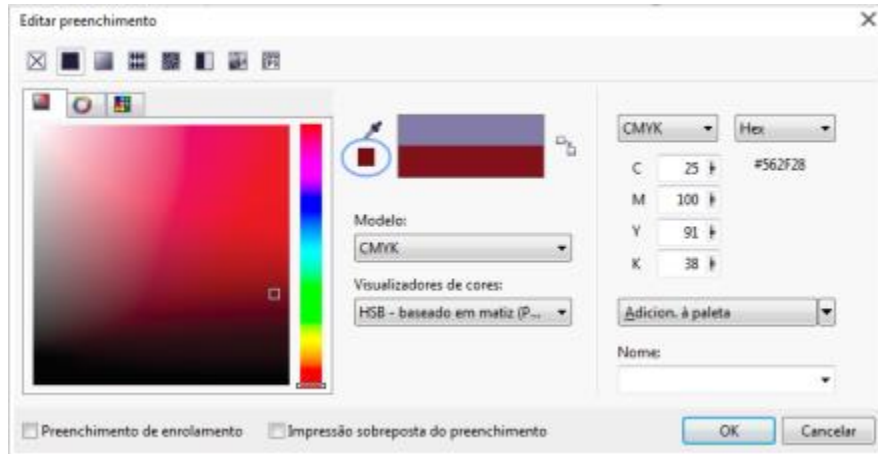 Editar preenchimento
CMYK
Hex
C 25 #562F28
M 100
Y 91
K 38
Modelo:
CMYK
Visualizadores de cores:
HSB - baseado em matiz (P...
Adicion. à paleta
Nome:
Preenchimento de enrolamento
Impressão sobreposta do preenchimento
OK
Cancelar